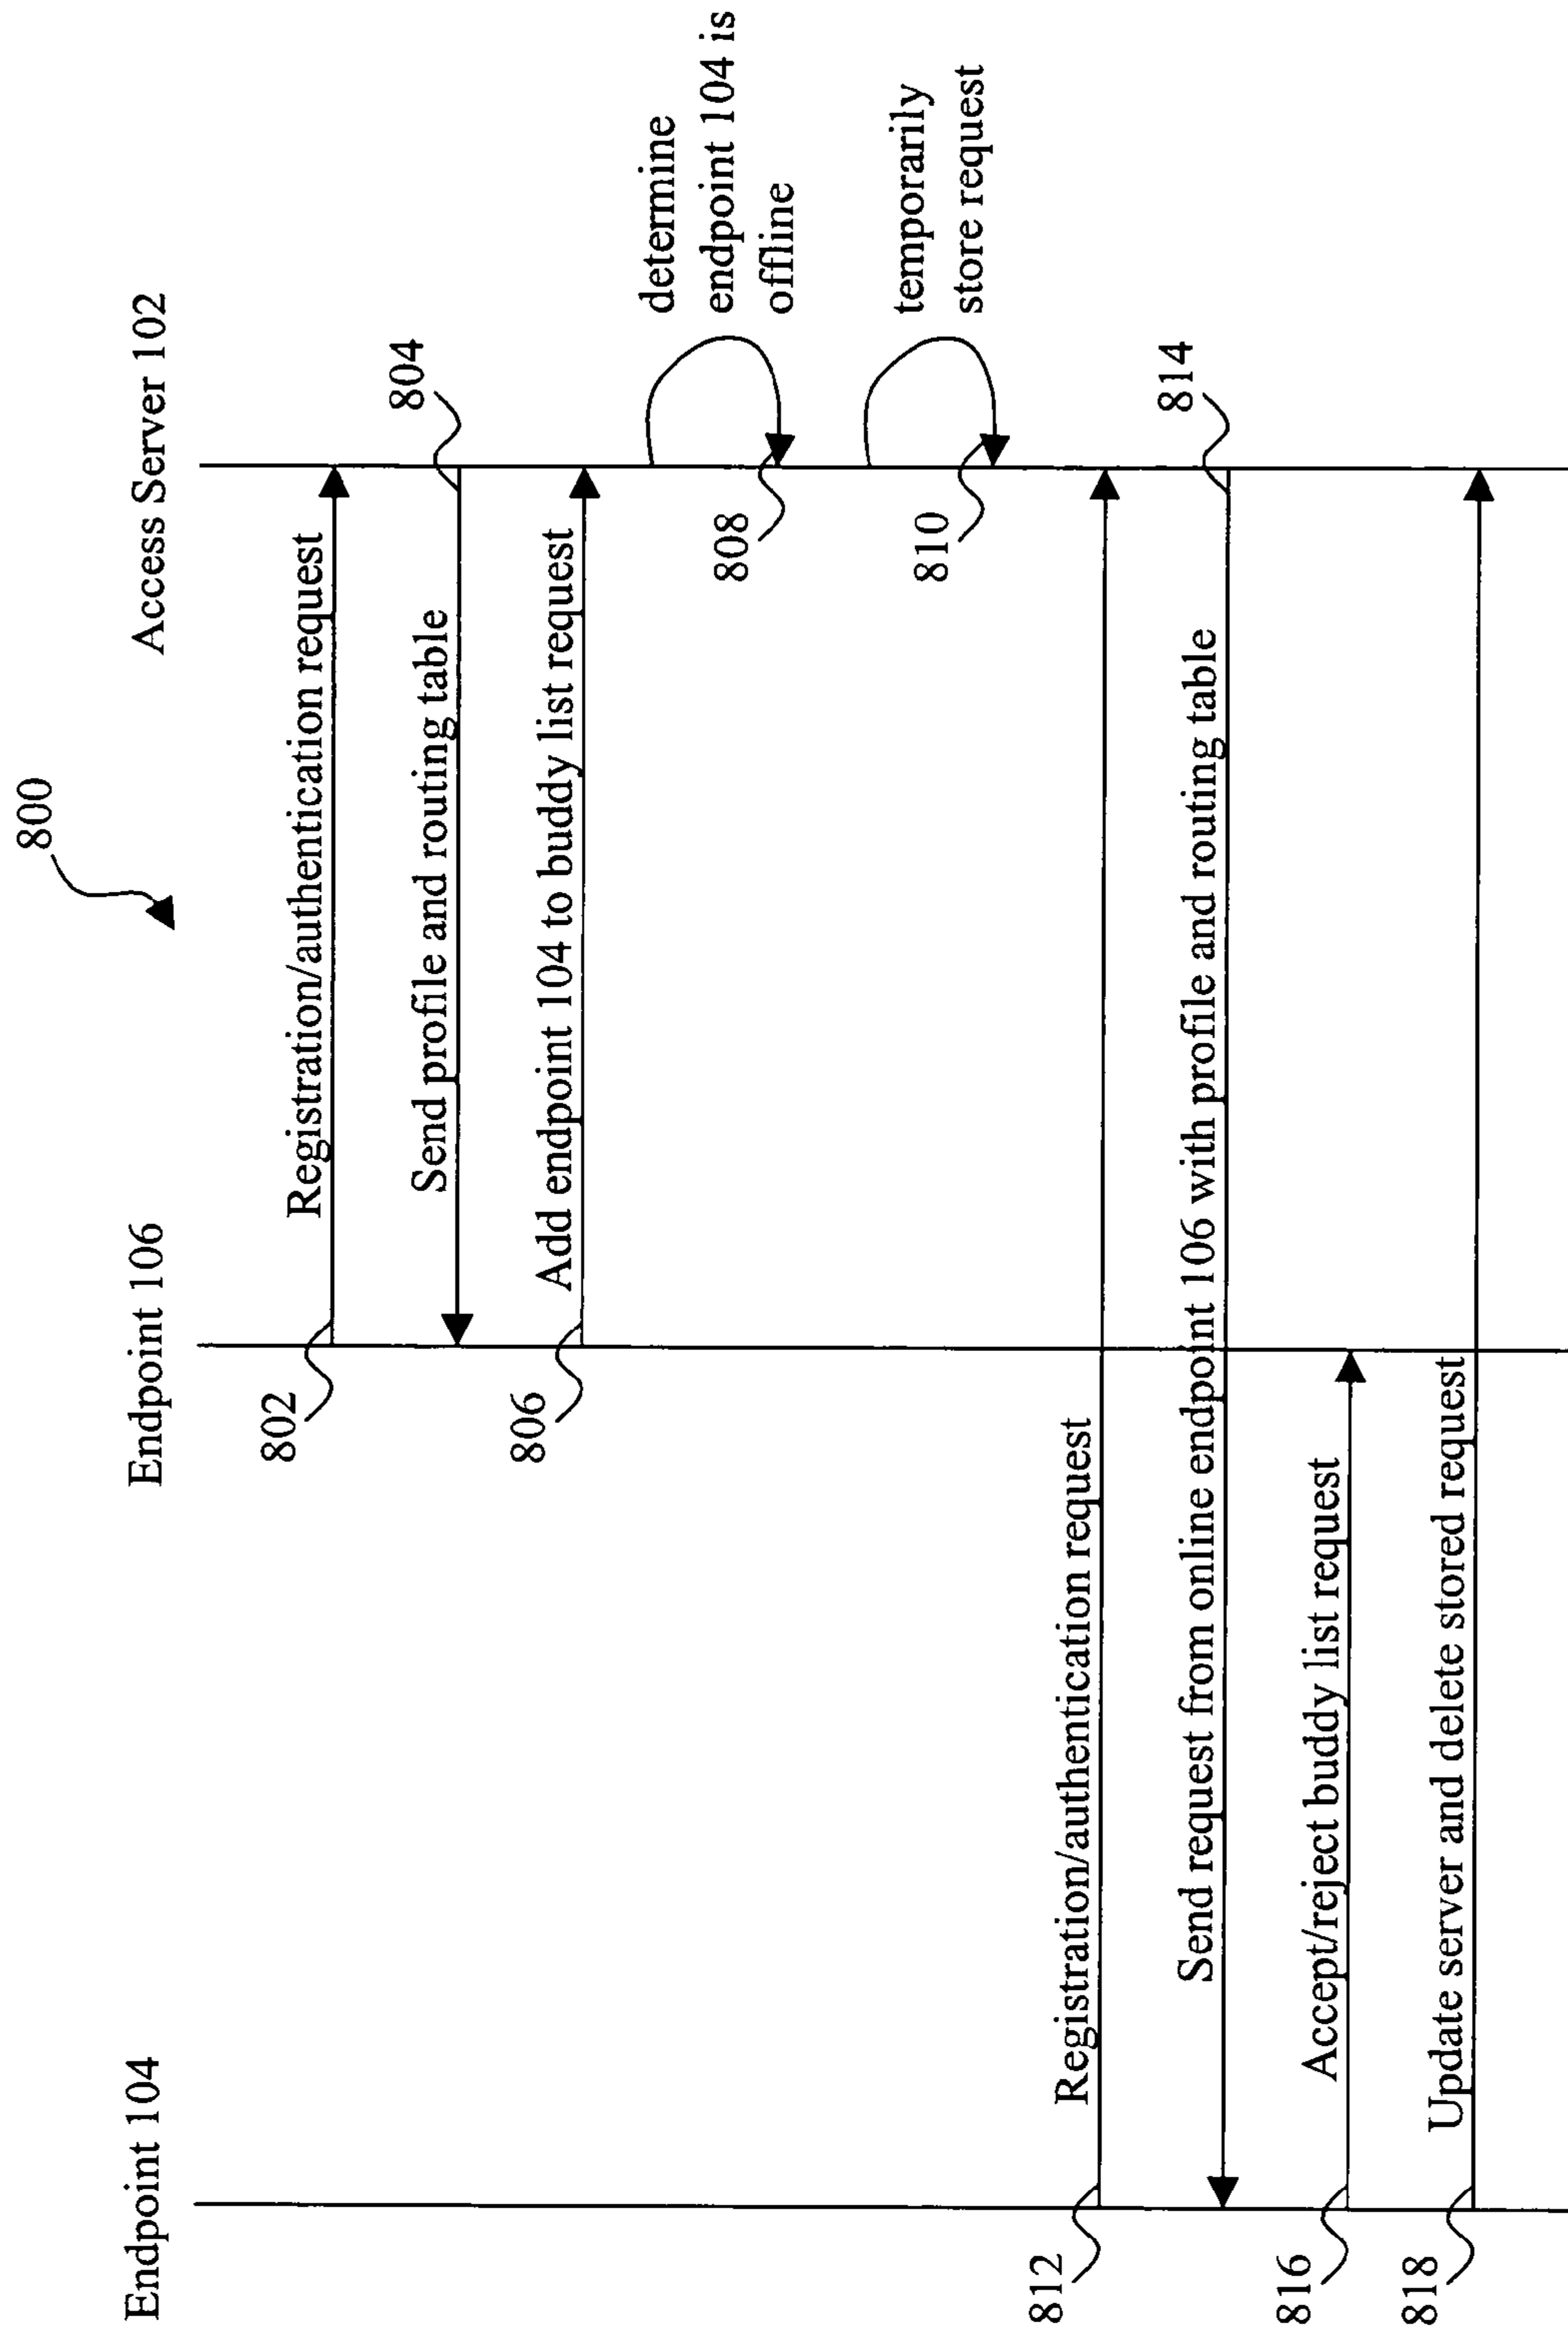 800
Endpoint 104
Endpoint 106
Access Server 102
802
Registration/authentication request
Send profile and routing table
804
806
Add endpoint 104 to buddy list request
determine
endpoint 104 is
offline
808
temporarily
store request
810
812
Registration/authentication request
Send request from online endpoint 106 with profile and routing table
814
816
Accept/reject buddy list request
818
Update server and delete stored request